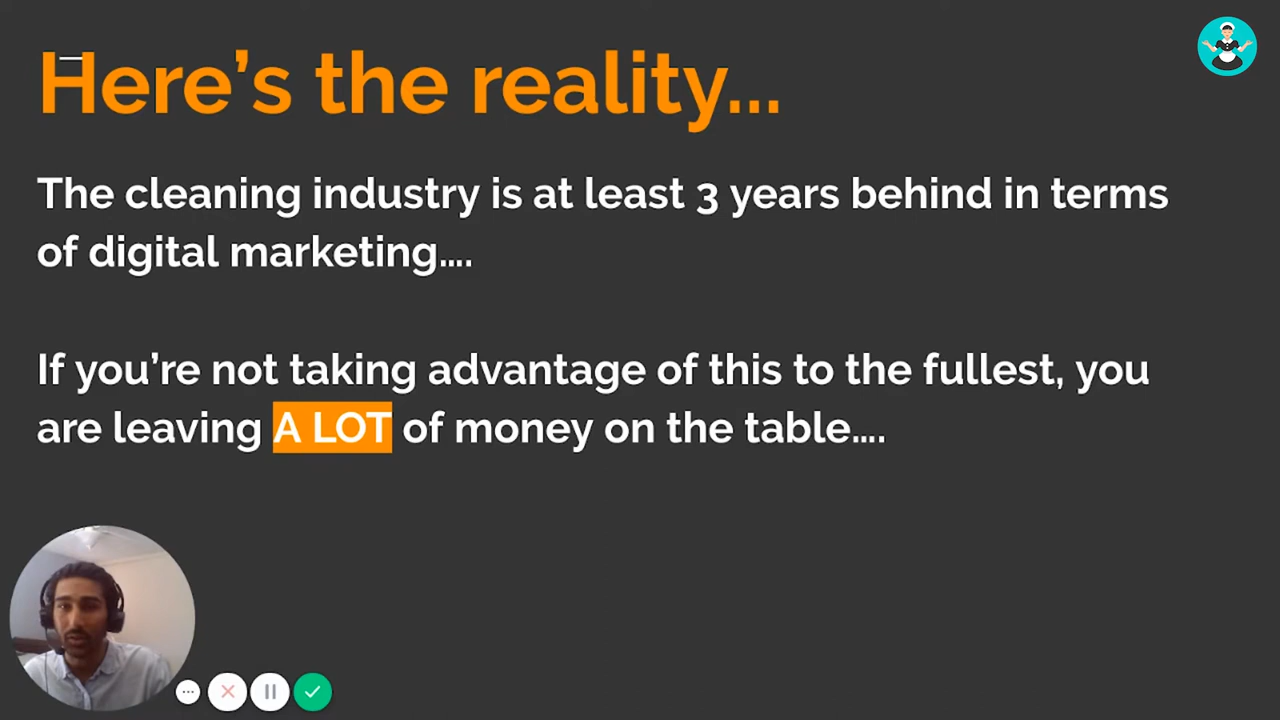 Here’s the reality...
The cleaning industry is at least 3 years behind in terms
of digital marketing....
If you’re not taking advantage of this to the fullest, you
are leaving A LOT of money on the table....